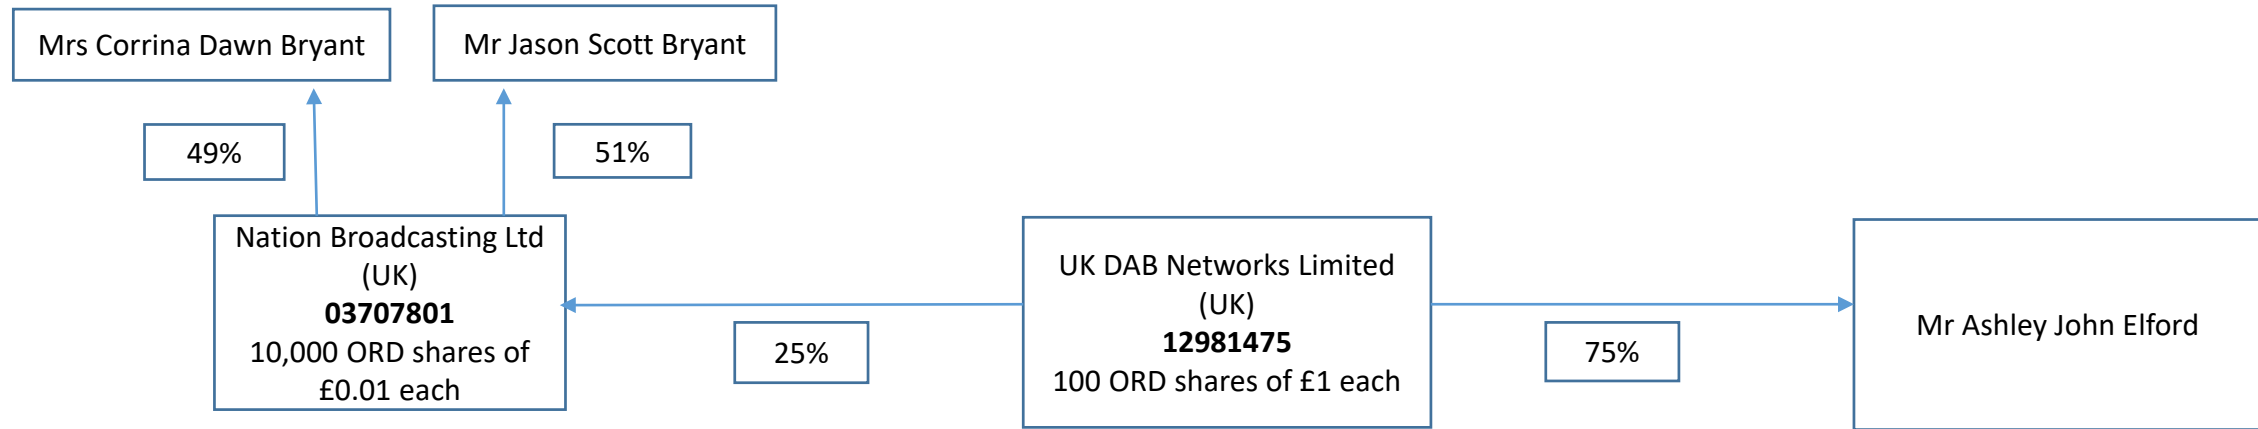 Mrs Corrina Dawn Bryant
Mr Jason Scott Bryant
49%
51%
Nation Broadcasting Ltd
(UK)
03707801
10,000 ORD shares of
£0.01 each
25%
UK DAB Networks Limited
(UK)
12981475
100 ORD shares of £1 each
75%
Mr Ashley John Elford